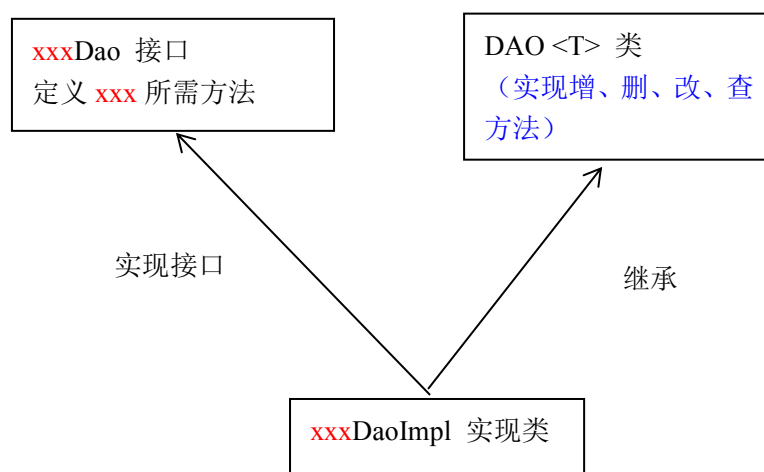 xxxDao 接口
定义 xxx 所需方法
DAO <T> 类
（实现增、删、改、查
方法）
实现接口
继承
xxxDaoImpl 实现类